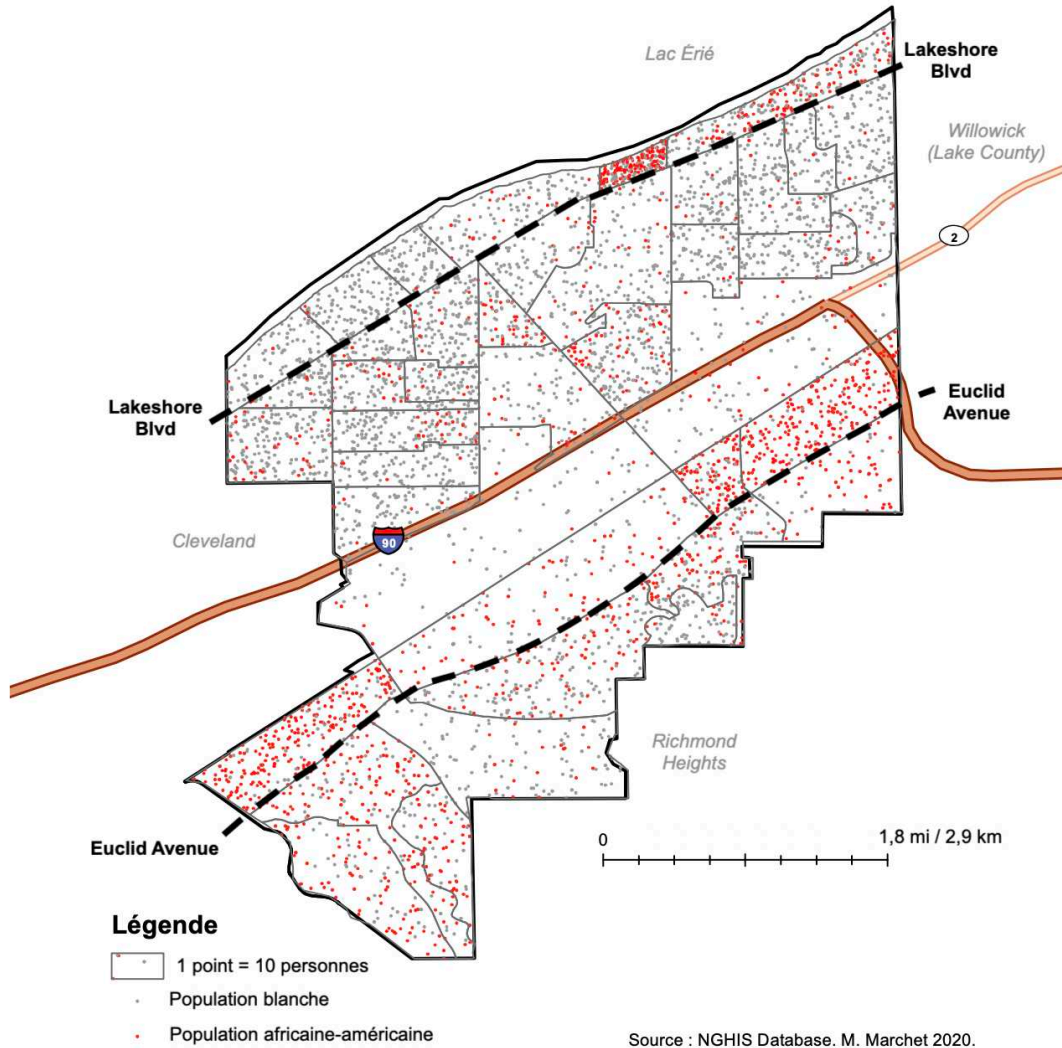 Lac Érié
Lakeshore
Blvd
Willowick
(Lake County)
2
Euclid
Avenue
Lakeshore
Blvd
Cleveland
90
Richmond
Heights
0
1,8 mi / 2,9 km
Euclid Avenue
Légende
1 point = 10 personnes
Population blanche
Population africaine-américaine
Source : NGHIS Database. M. Marchet 2020.